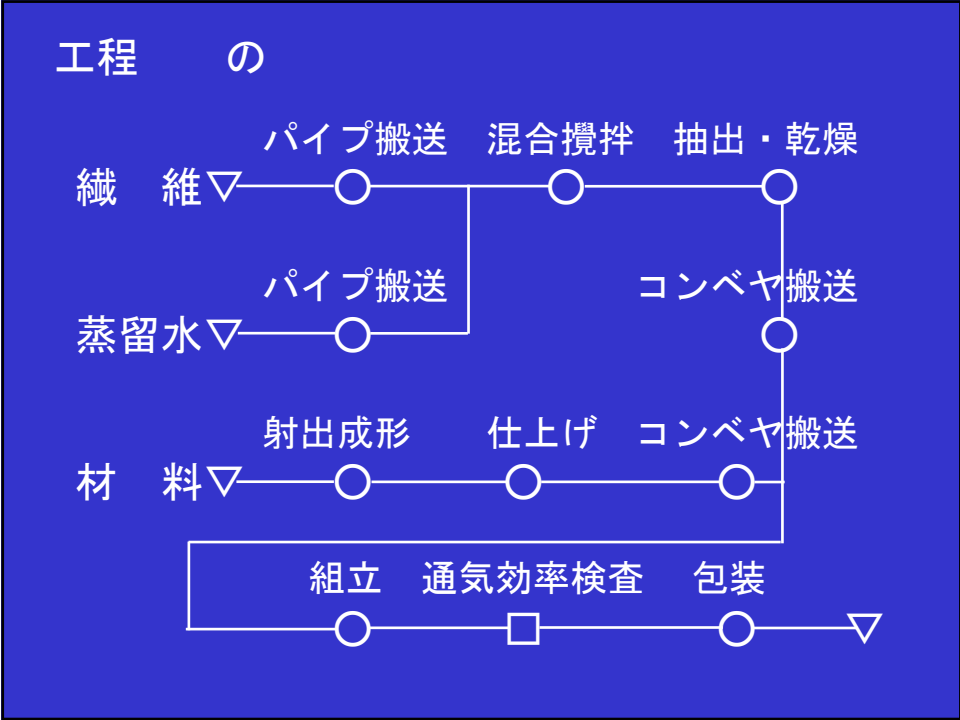 工程　　の
パイプ搬送　混合攪拌　抽出・乾燥
繊　維
パイプ搬送　コンベヤ搬送
蒸留水
射出成形　仕上げ　コンベヤ搬送
材　料
組立　通気効率検査　包装